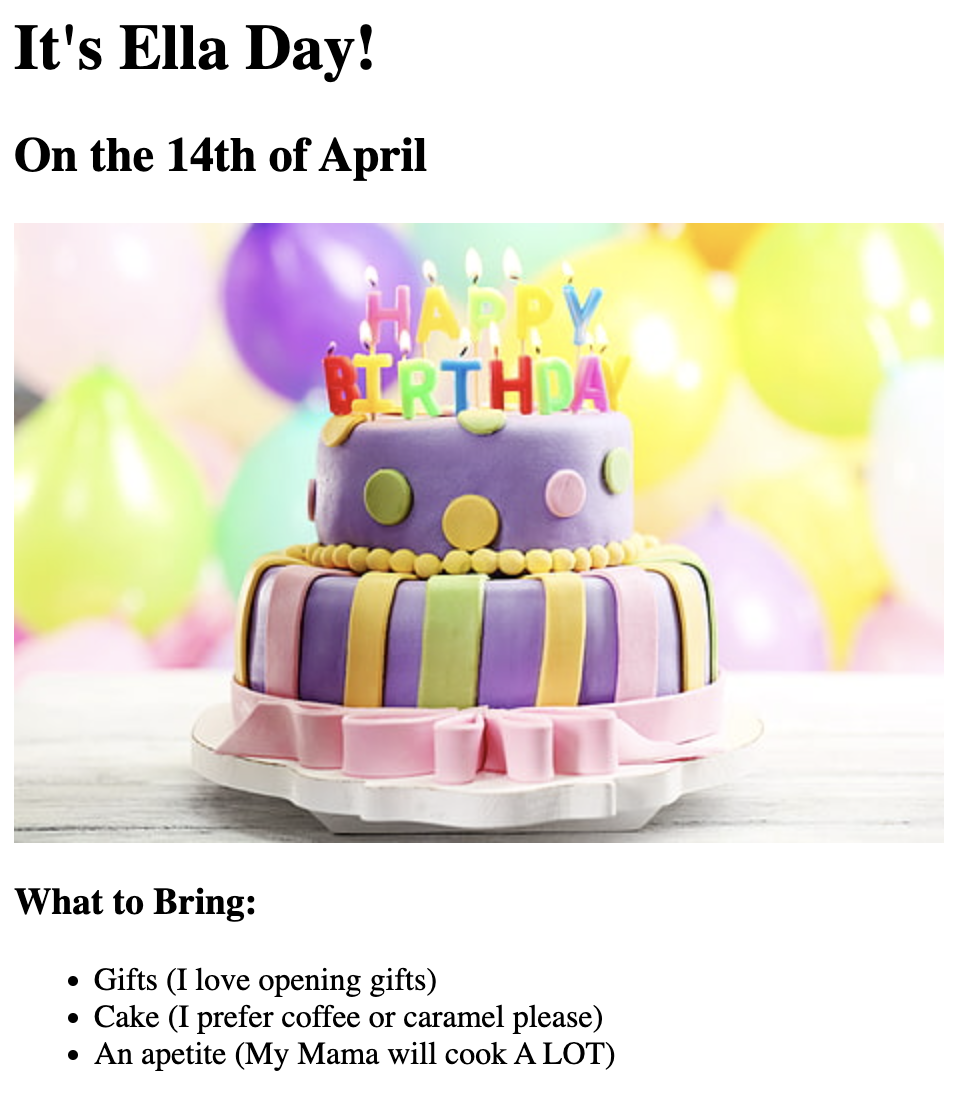 It's Ella Day!
On the 14th of April
HAPPY
BIRTHDAY
What to Bring:
Gifts (I love opening gifts)
Cake (I prefer coffee or caramel please)
An apetite (My Mama will cook A LOT)